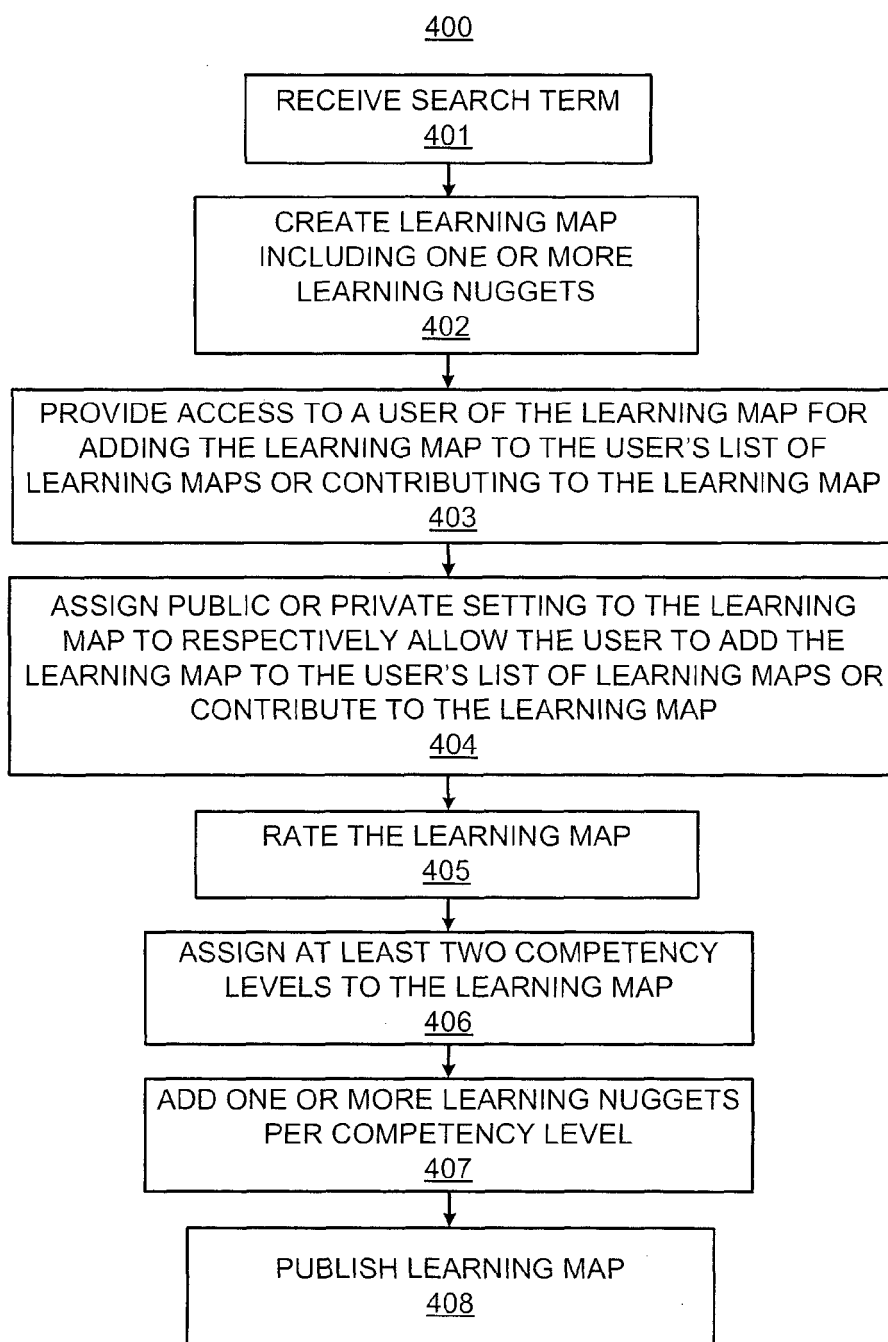 400
RECEIVE SEARCH TERM
401
CREATE LEARNING MAP
INCLUDING ONE OR MORE
LEARNING NUGGETS
402
PROVIDE ACCESS TO A USER OF THE LEARNING MAP FOR
ADDING THE LEARNING MAP TO THE USER'S LIST OF
LEARNING MAPS OR CONTRIBUTING TO THE LEARNING MAP
403
ASSIGN PUBLIC OR PRIVATE SETTING TO THE LEARNING
MAP TO RESPECTIVELY ALLOW THE USER TO ADD THE
LEARNING MAP TO THE USER'S LIST OF LEARNING MAPS OR
CONTRIBUTE TO THE LEARNING MAP
404
RATE THE LEARNING MAP
405
ASSIGN AT LEAST TWO COMPETENCY
LEVELS TO THE LEARNING MAP
406
ADD ONE OR MORE LEARNING NUGGETS
PER COMPETENCY LEVEL
407
PUBLISH LEARNING MAP
408